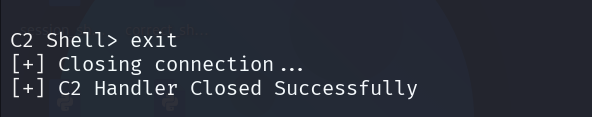 C2 Shell> exit
[+] Closing connection...
[+] C2 Handler Closed Successfully